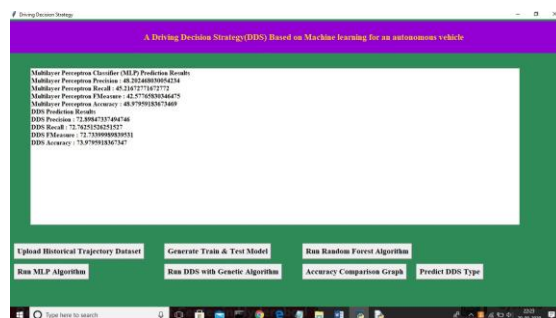 Driving Decision Strategy
A Driving Decision Strategy(DDS) Based on Machine learning for an autonomous vehicle
Multilayer Perceptron Classifier (MLP) Prediction Results
Multilayer Perceptron Precision : 48.202468030054234
Multilayer Perceptron Recall : 45.21672771672772
Multilayer Perceptron FMeasure : 42.57765830346475
Multilayer Perceptron Accuracy : 48.97959183673469
DDS Prediction Results
DDS Precision : 72.89847337494746
DDS Recall : 72.76251526251527
DDS FMeasure : 72.73399989839531
DDS Accuracy : 73.9795918367347
Upload Historical Trajectory Dataset
Generate Train & Test Model
Run Random Forest Algorithm
Run MLP Algorithm
Run DDS with Genetic Algorithm
Accuracy Comparison Graph
Predict DDS Type
Type here to search